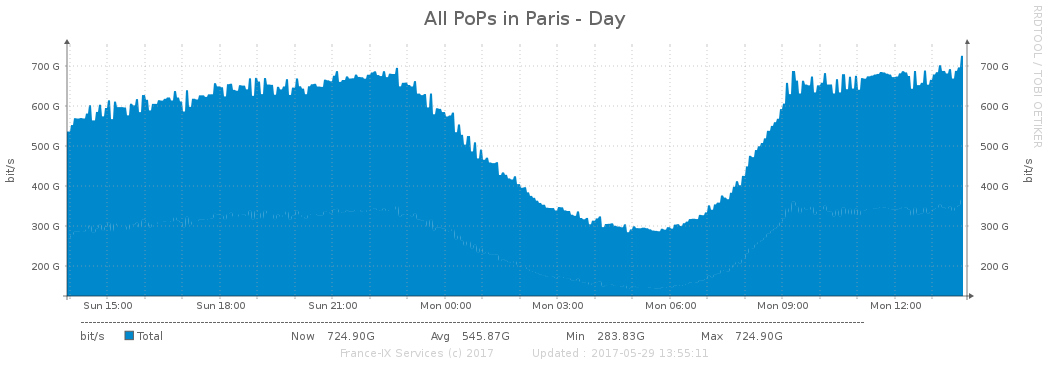 All PoPs in Paris - Day
RRDTOOL / TOBI OETIKER
bit/s
700 G
600 G
500 G
400 G
300 G
200 G
700 G
600 G
500 G
400 G
300 G
200 G
bit/s
Sun 15:00 Sun 18:00 Sun 21:00 Mon 00:00 Mon 03:00 Mon 06:00 Mon 09:00 Mon 12:00
bit/s Total Now 724.90G Avg 545.87G Min 283.83G Max 724.90G
France-IX Services (c) 2017 Updated : 2017-05-29 13:55:11